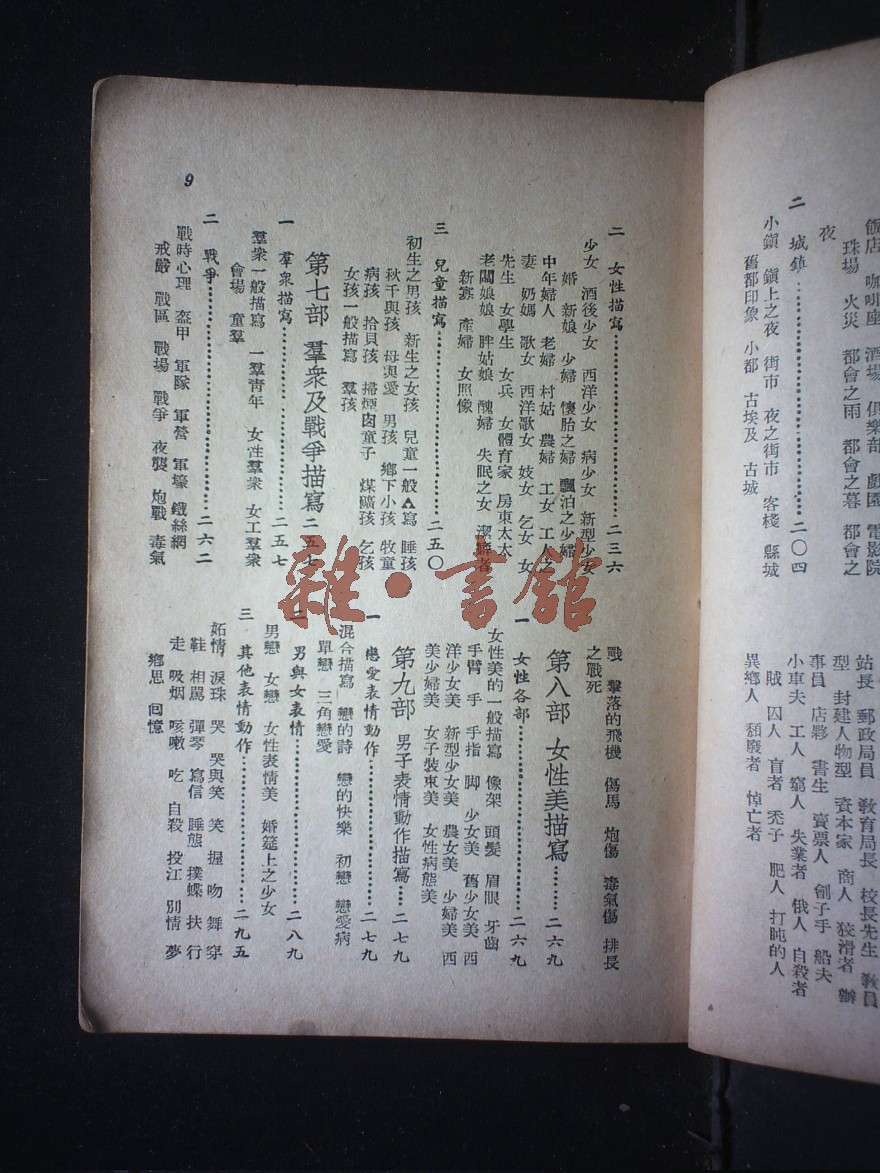 飯店 咖啡座 酒場 俱樂部 戲園 電影院
珠場 火災 都會之雨 都會之暮 都會之
夜
二 城鎮……二〇四
小鎭 鎭上之夜 街市 夜之街市 客棧 縣城
舊都印象 小都 古埃及 古城
站長 郵政局員 敎育局長 校長先生 敎員
型 封建人物型 資本家 商人 狡滑者 辦
事員 店夥 書生 賣票人 劊子手 船夫
小車夫 工人 窮人 失業者 俄人 自殺者
賊 囚人 盲者 禿子 肥人 打盹的人
異鄉人 頹廢者 悼亡者
9
二 女性描寫……二三六
少女 酒後少女 西洋少女 病少女 新型少女
婚 新娘 少婦 懷胎之婦 飄泊之少婦
中年婦人 老婦 村姑 農婦 工女 工人之
妻 奶媽 歌女 西洋歌女 妓女 乞女 女
先生 女學生 女兵 女體育家 房東太太
老闆娘娘 胖姑娘 醜婦 失眠之女 潔癖者
新寡 產婦 女照像
三 兒童描寫……二五〇
初生之男孩 新生之女孩 兒童一般▲寫 睡孩
秋千與孩 母與愛 男孩 鄉下小孩 牧童
病孩 拾貝孩 掃煙囱童子 煤礦孩 乞孩
女孩一般描寫 羣孩
第七部 羣衆及戰爭描寫 二五七
一 羣衆描寫……二五七
羣衆一般描寫 一羣青年 女性羣衆 女工羣衆
會場 童羣
二 戰爭……二六二
戰時心理 盔甲 軍隊 軍營 軍壕 鐵絲網
戒嚴 戰區 戰場 戰爭 夜襲 炮戰 毒氣
戰 擊落的飛機 傷馬 炮傷 毒氣傷 排長
之戰死
第八部 女性美描寫……二六九
一 女性各部……二六九
女性美的一般描寫 像架 頭髮 眉眼 牙齒
手臂 手 手指 脚 少女美 舊少女美 西
洋少女美 新型少女美 農女美 少婦美 西
美少婦美 女子裝束美 女性病態美
第九部 男子表情動作描寫……二七九
一 戀愛表情動作……二七九
混合描寫 戀的詩 戀的快樂 初戀 戀愛病
單戀 三角戀愛
二 男與女表情……二八九
男戀 女戀 女性表情美 婚筵上之少女
三 其他表情動作……二九五
妬情 淚珠 哭 哭與笑 笑 握 吻 舞 穿
鞋 相罵 彈琴 寫信 睡態 撲蝶 扶 行
走 吸烟 咳嗽 吃 自殺 投江 別情 夢
鄉思 囘憶
雜·書館